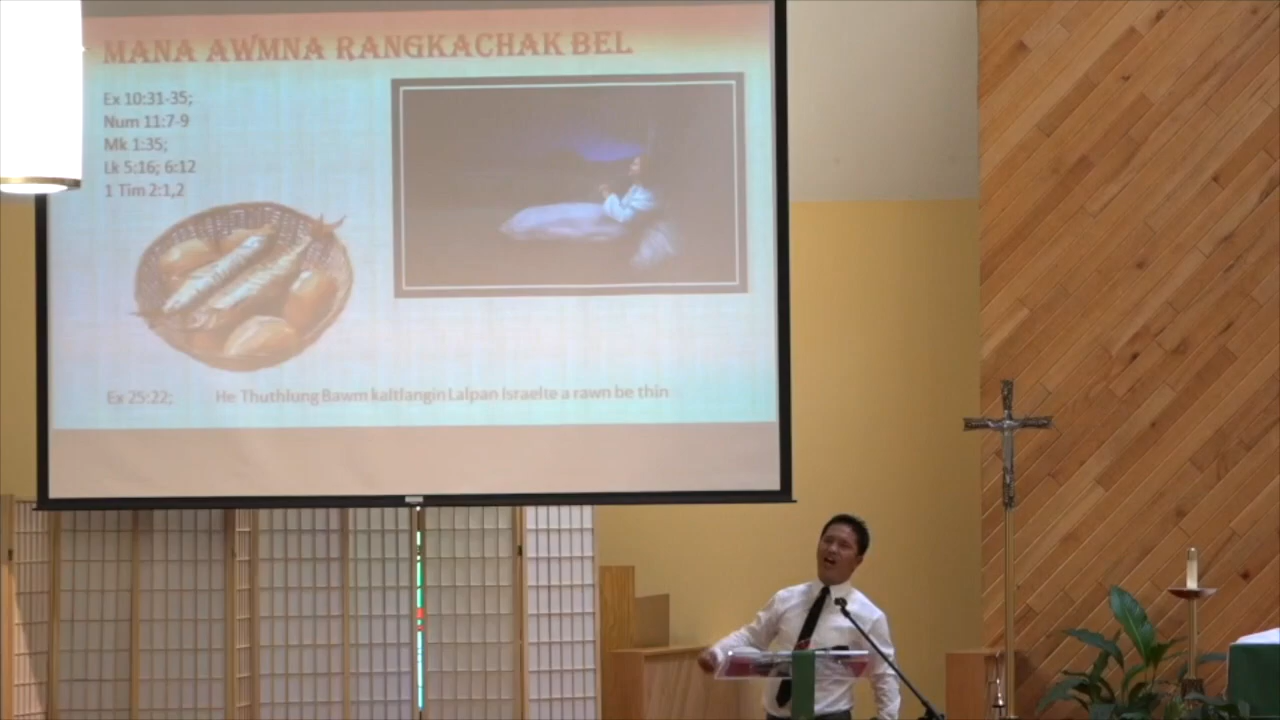 MANA AWMNA RANGKACHAK BEL
Ex 10:31-35;
Num 11:7-9
Mk 1:35;
Lk 5:16; 6:12
1 Tim 2:1,2
Ex 25:22; He Thuthlung Bawm kaltlangin Lalpan Israelte a rawn be thin